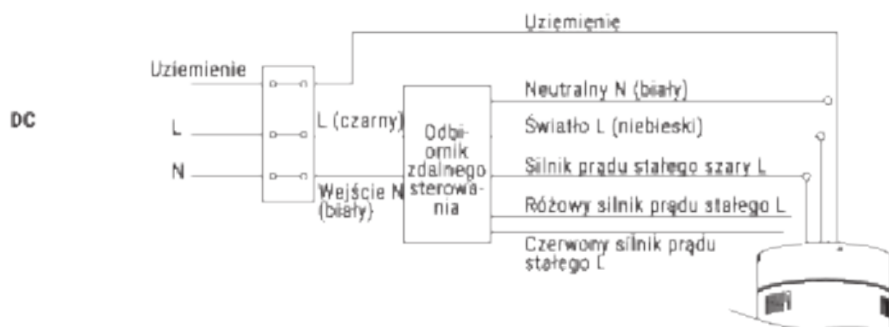 Uziemienie
Uziemienie
Neutralny N (biały)
DC
L
L (czarny)
Światło L (niebieski)
Odbi-
ornik
zdalnego
sterowa-
nia
N
Silnik prądu stałego szary L
Wejście N
(biały)
Różowy silnik prądu stałego L
Czerwony silnik prądu
stałego L